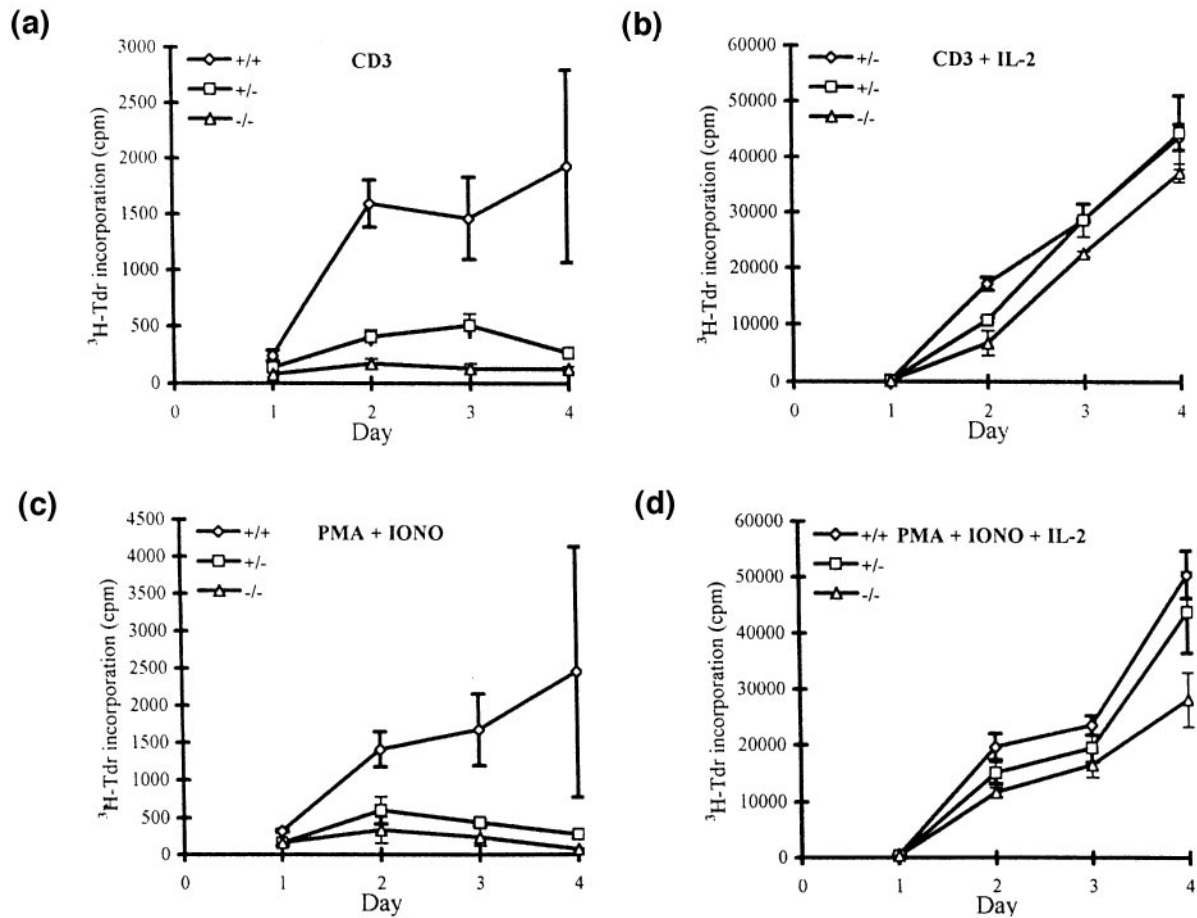 (a)
CD3
+/+
+/-
-/-
3000
2500
2000
1500
1000
500
0
³H-Tdr incorporation (cpm)
0 1 2 3 4
Day
(b)
CD3 + IL-2
+/-
+/-
-/-
60000
50000
40000
30000
20000
10000
0
³H-Tdr incorporation (cpm)
0 1 2 3 4
Day
(c)
PMA + IONO
+/+
+/-
-/-
4500
4000
3500
3000
2500
2000
1500
1000
500
0
³H-Tdr incorporation (cpm)
0 1 2 3 4
Day
(d)
+/+ PMA + IONO + IL-2
+/-
-/-
60000
50000
40000
30000
20000
10000
0
³H-Tdr incorporation (cpm)
0 1 2 3 4
Day